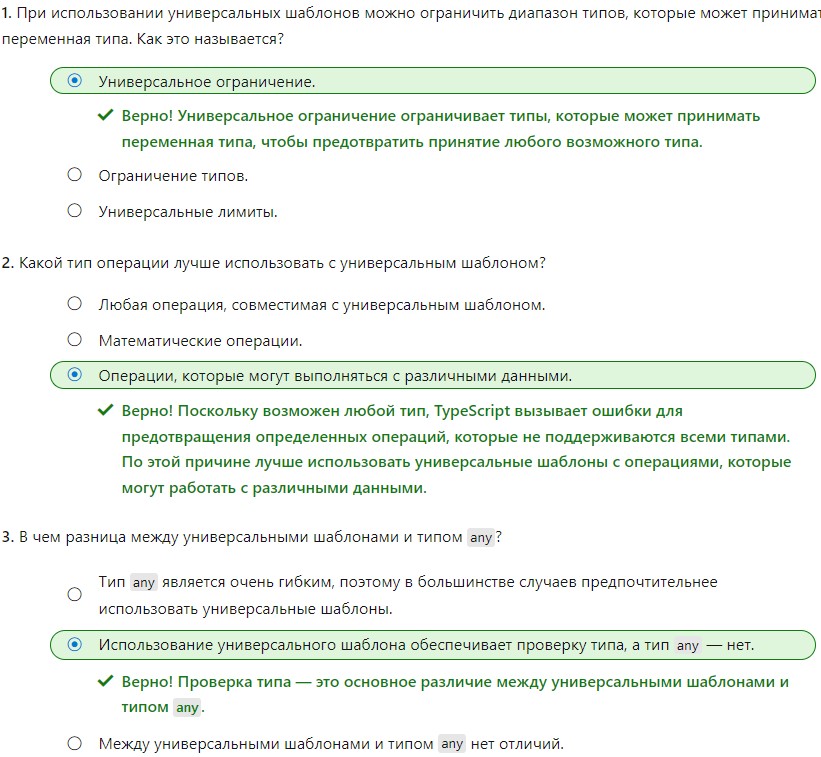 1. При использовании универсальных шаблонов можно ограничить диапазон типов, которые может
переменная типа. Как это называется?
Универсальное ограничение.
Верно! Универсальное ограничение ограничивает типы, которые может принимать
переменная типа, чтобы предотвратить принятие любого возможного типа.
Ограничение типов.
Универсальные лимиты.
2. Какой тип операции лучше использовать с универсальным шаблоном?
Любая операция, совместимая с универсальным шаблоном.
Математические операции.
Операции, которые могут выполняться с различными данными.
Верно! Поскольку возможен любой тип, TypeScript вызывает ошибки для
предотвращения определенных операций, которые не поддерживаются всеми типами.
По этой причине лучше использовать универсальные шаблоны с операциями, которые
могут работать с различными данными.
3. В чем разница между универсальными шаблонами и типом any?
Тип any является очень гибким, поэтому в большинстве случаев предпочтительнее
использовать универсальные шаблоны.
Использование универсального шаблона обеспечивает проверку типа, а тип any — нет.
Верно! Проверка типа — это основное различие между универсальными шаблонами и
типом any.
Между универсальными шаблонами и типом any нет отличий.